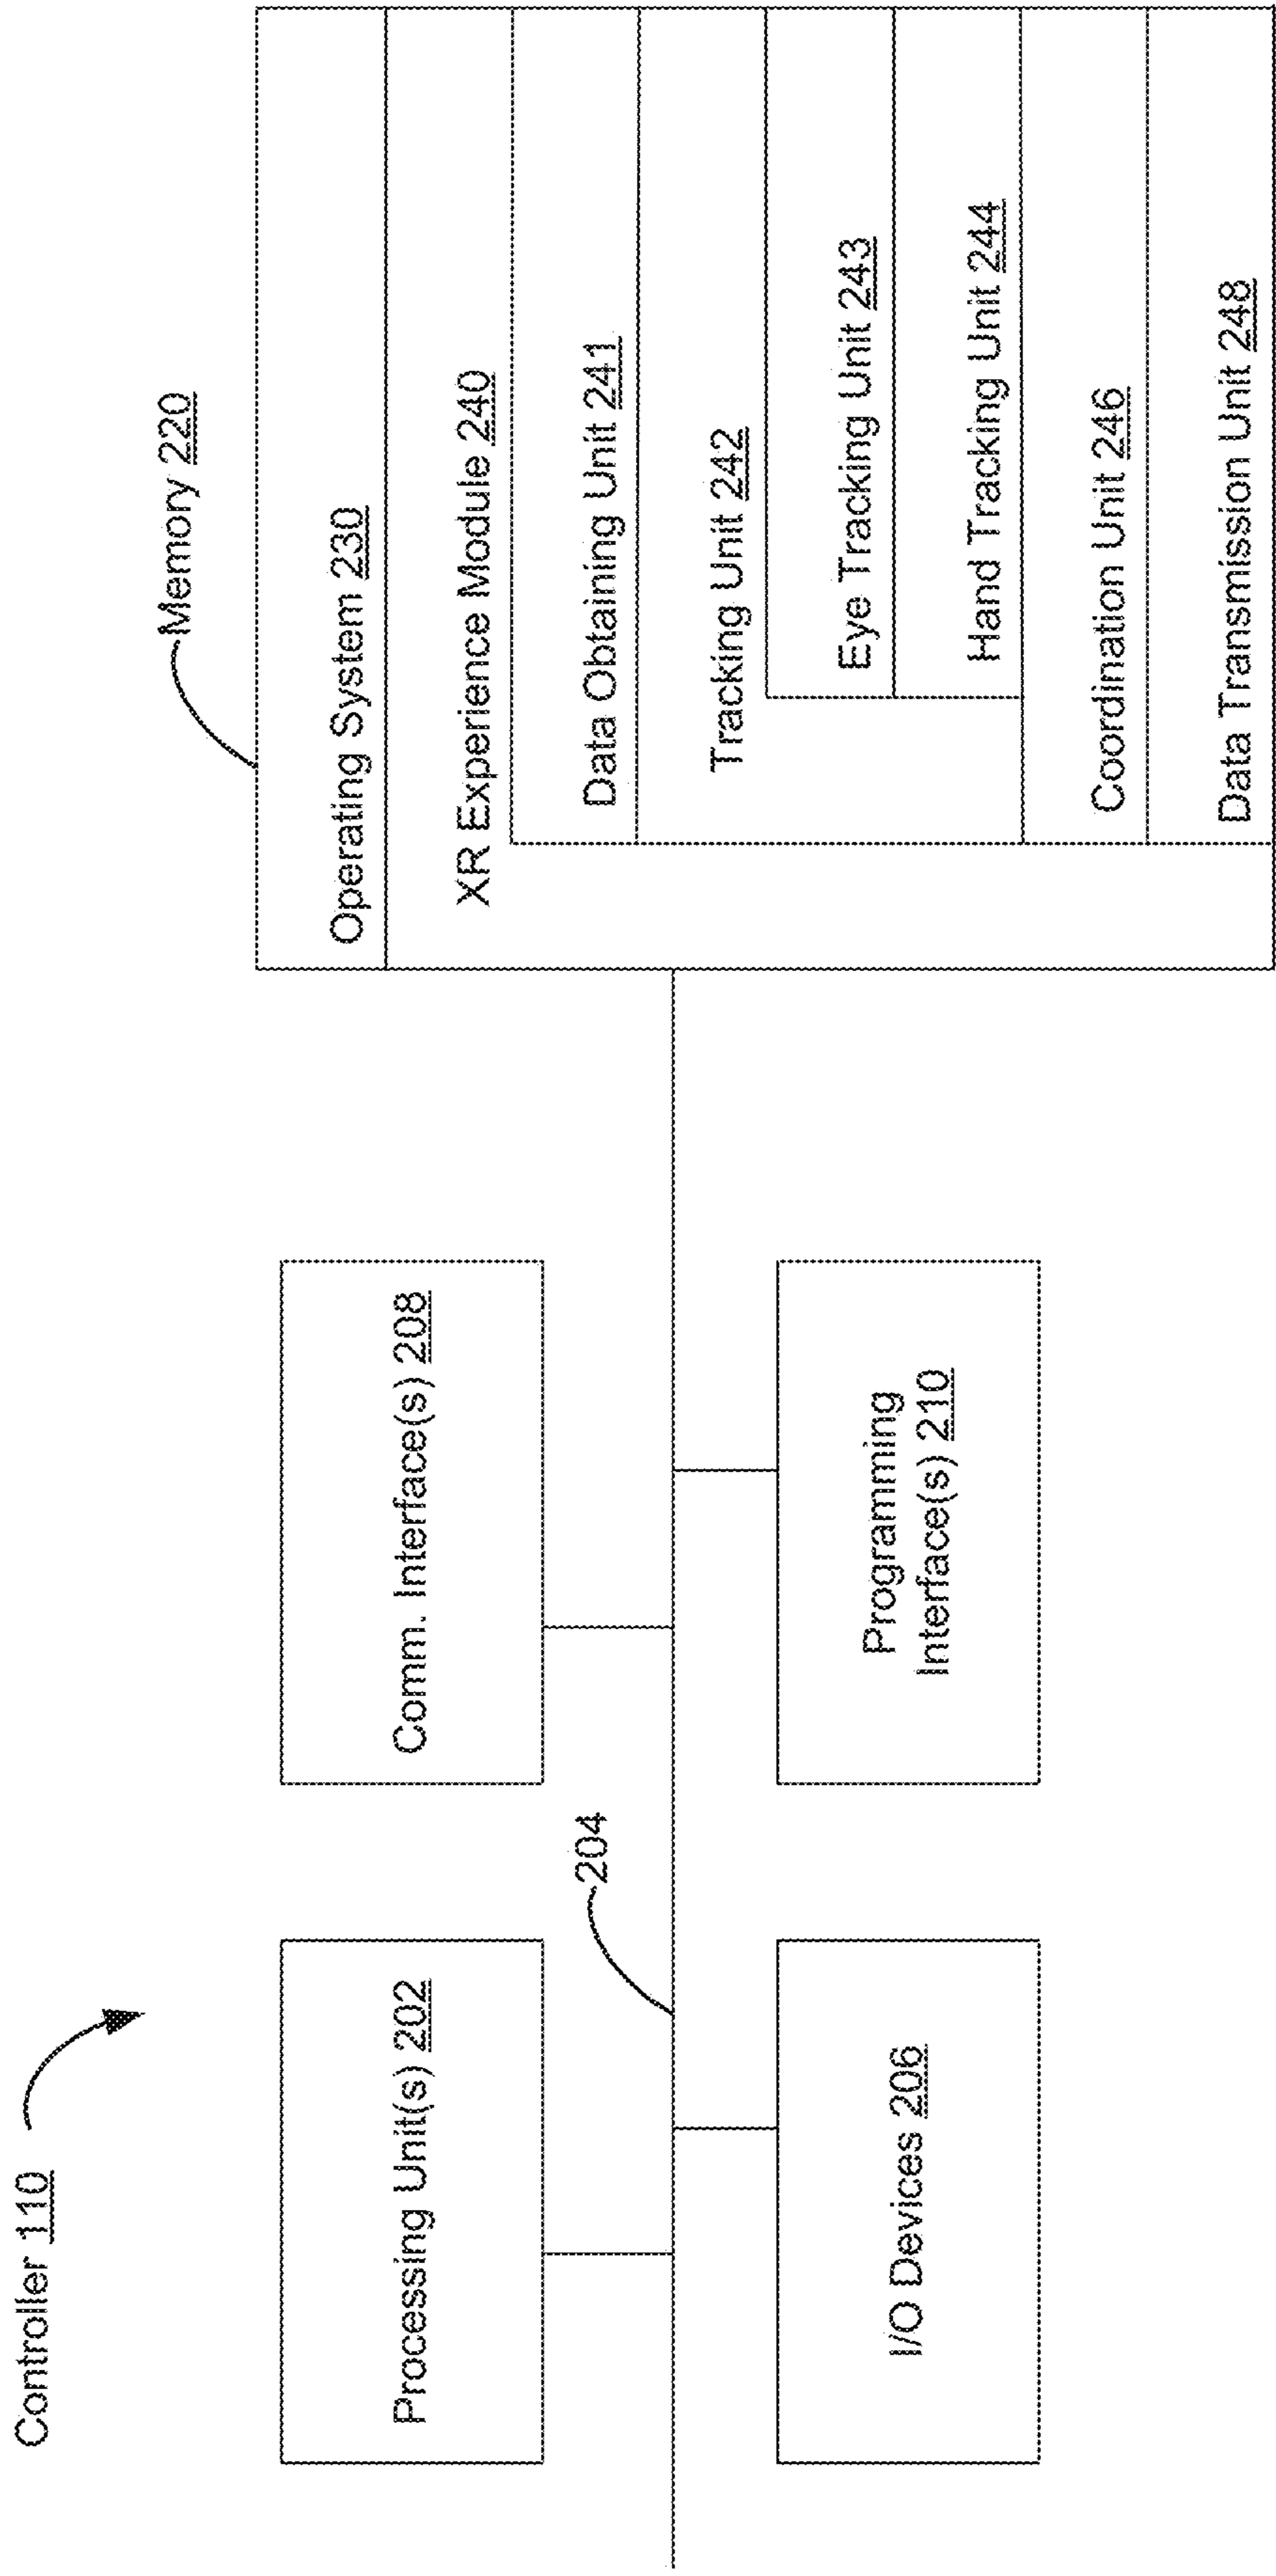 Controller 110
Memory 220
Processing Unit(s) 202
Comm. Interface(s) 208
204
I/O Devices 206
Programming
Interface(s) 210
Operating System 230
XR Experience Module 240
Data Obtaining Unit 241
Tracking Unit 242
Eye Tracking Unit 243
Hand Tracking Unit 244
Coordination Unit 246
Data Transmission Unit 248